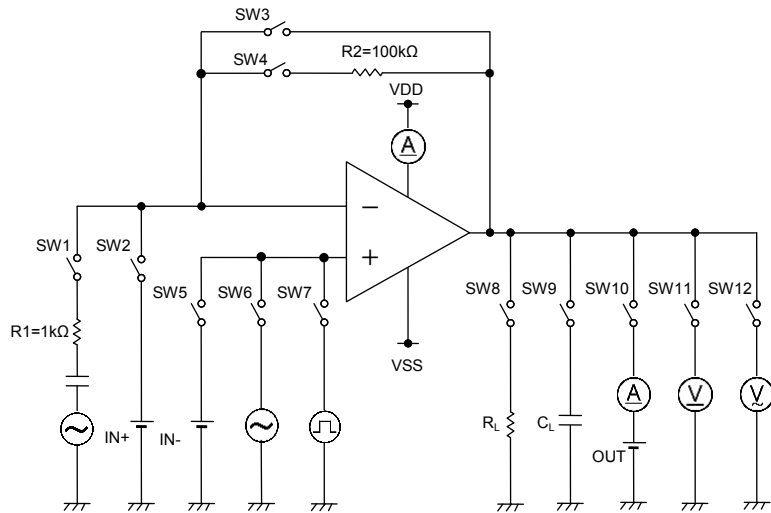 SW3
R2=100kΩ
SW4
VDD
A
−
+
SW1
SW2
SW5
SW6
SW7
SW8
SW9
SW10
SW11
SW12
R1=1kΩ
VSS
A
V
V
IN+
IN-
RL
CL
OUT